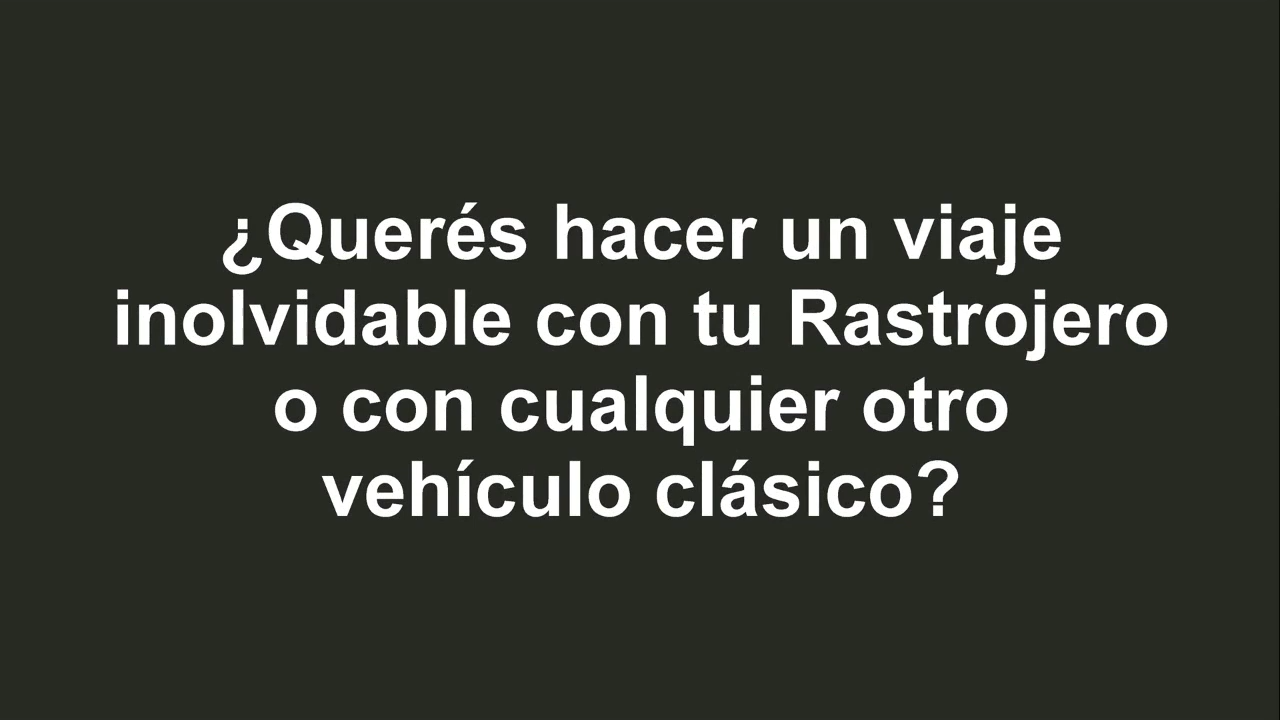 ¿Querés hacer un viaje
inolvidable con tu Rastrojero
o con cualquier otro
vehículo clásico?